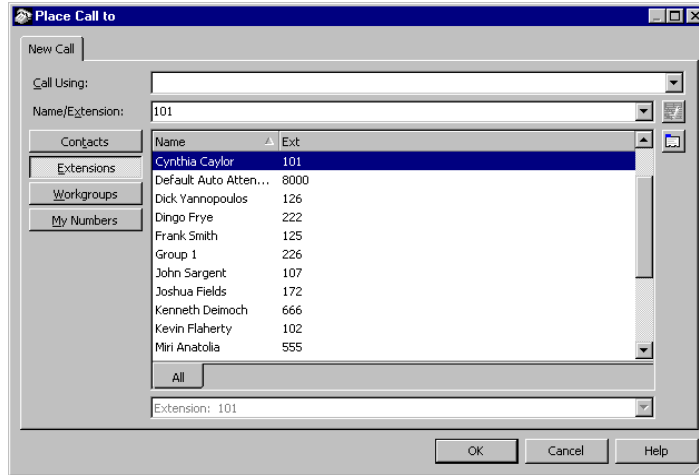 Place Call to
New Call
Call Using:
Name/Extension: 101
Contacts
Extensions
Workgroups
My Numbers
Name Ext
Cynthia Caylor 101
Default Auto Atten... 8000
Dick Yannopoulos 126
Dingo Frye 222
Frank Smith 125
Group 1 226
John Sargent 107
Joshua Fields 172
Kenneth Deimoch 666
Kevin Flaherty 102
Miri Anatolia 555
All
Extension: 101
OK Cancel Help